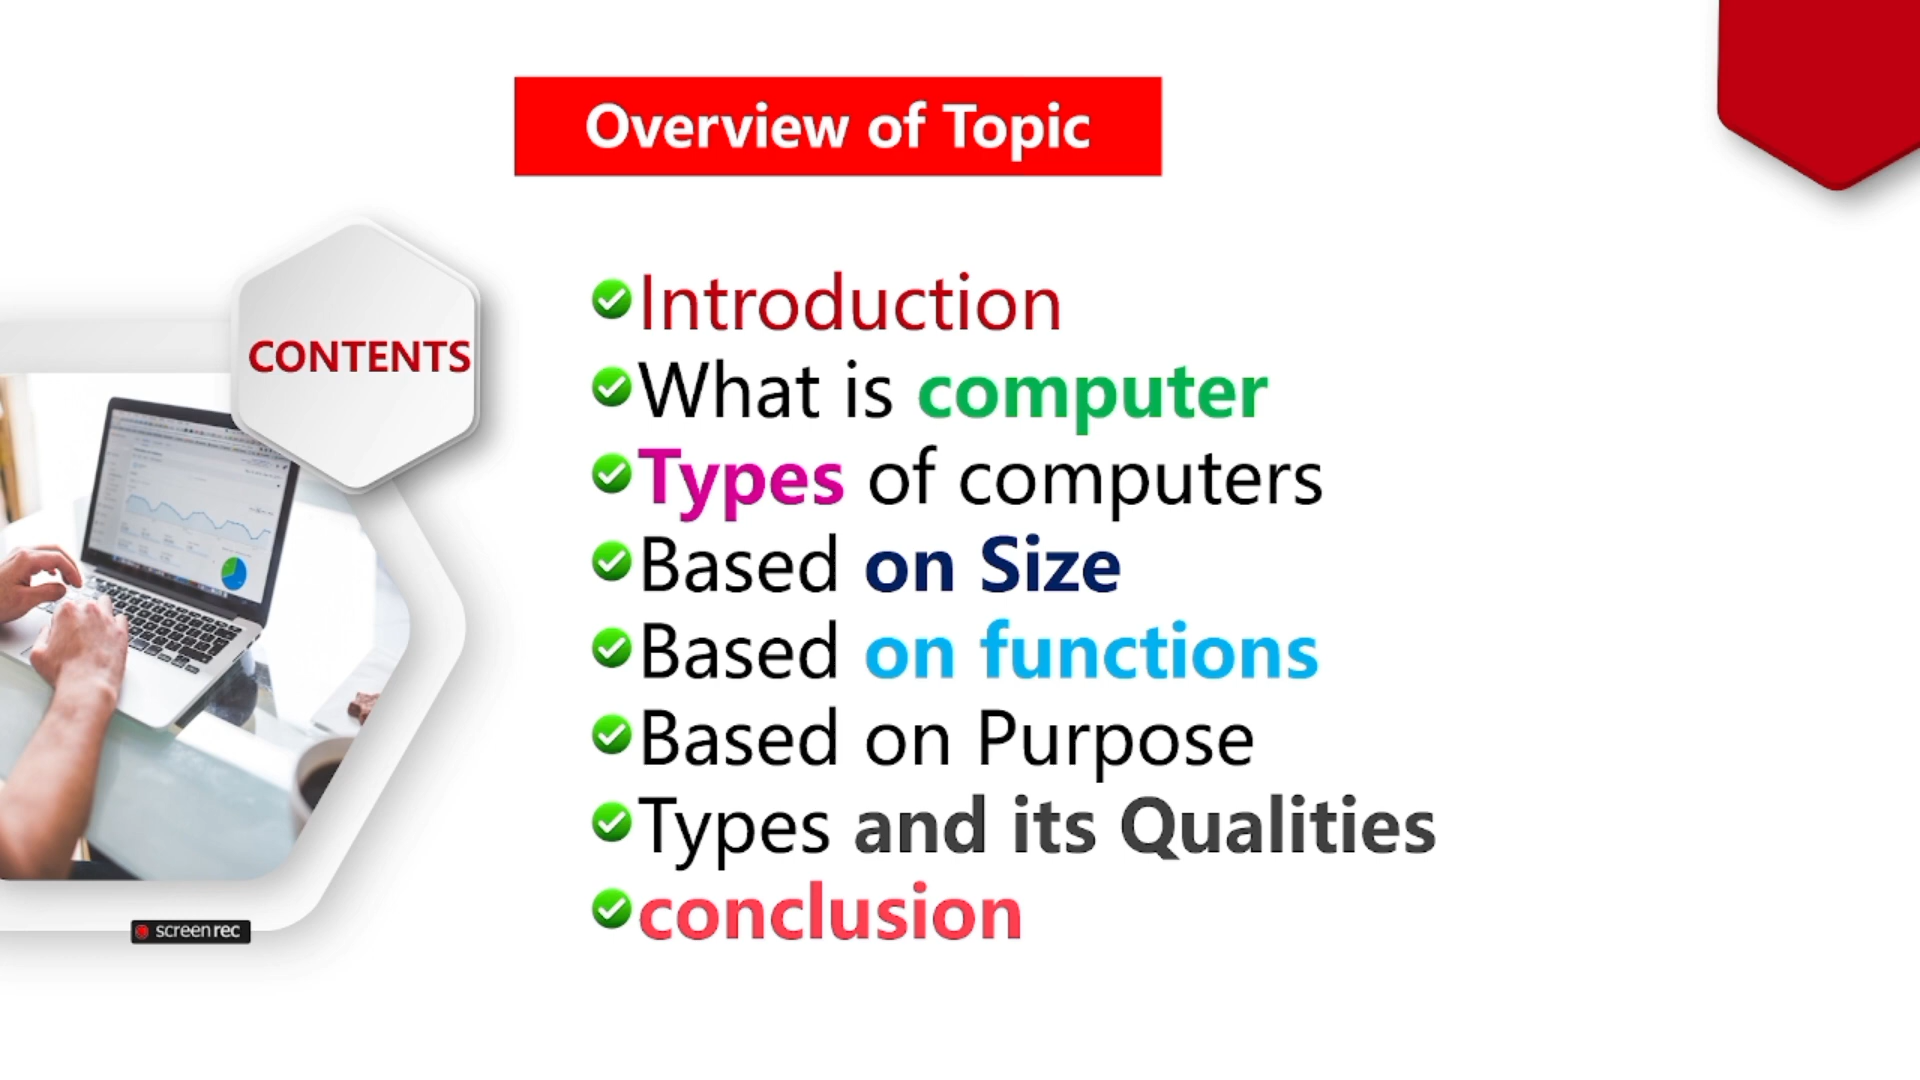 Overview of Topic
CONTENTS
Introduction
What is computer
Types of computers
Based on Size
Based on functions
Based on Purpose
Types and its Qualities
conclusion
screenrec